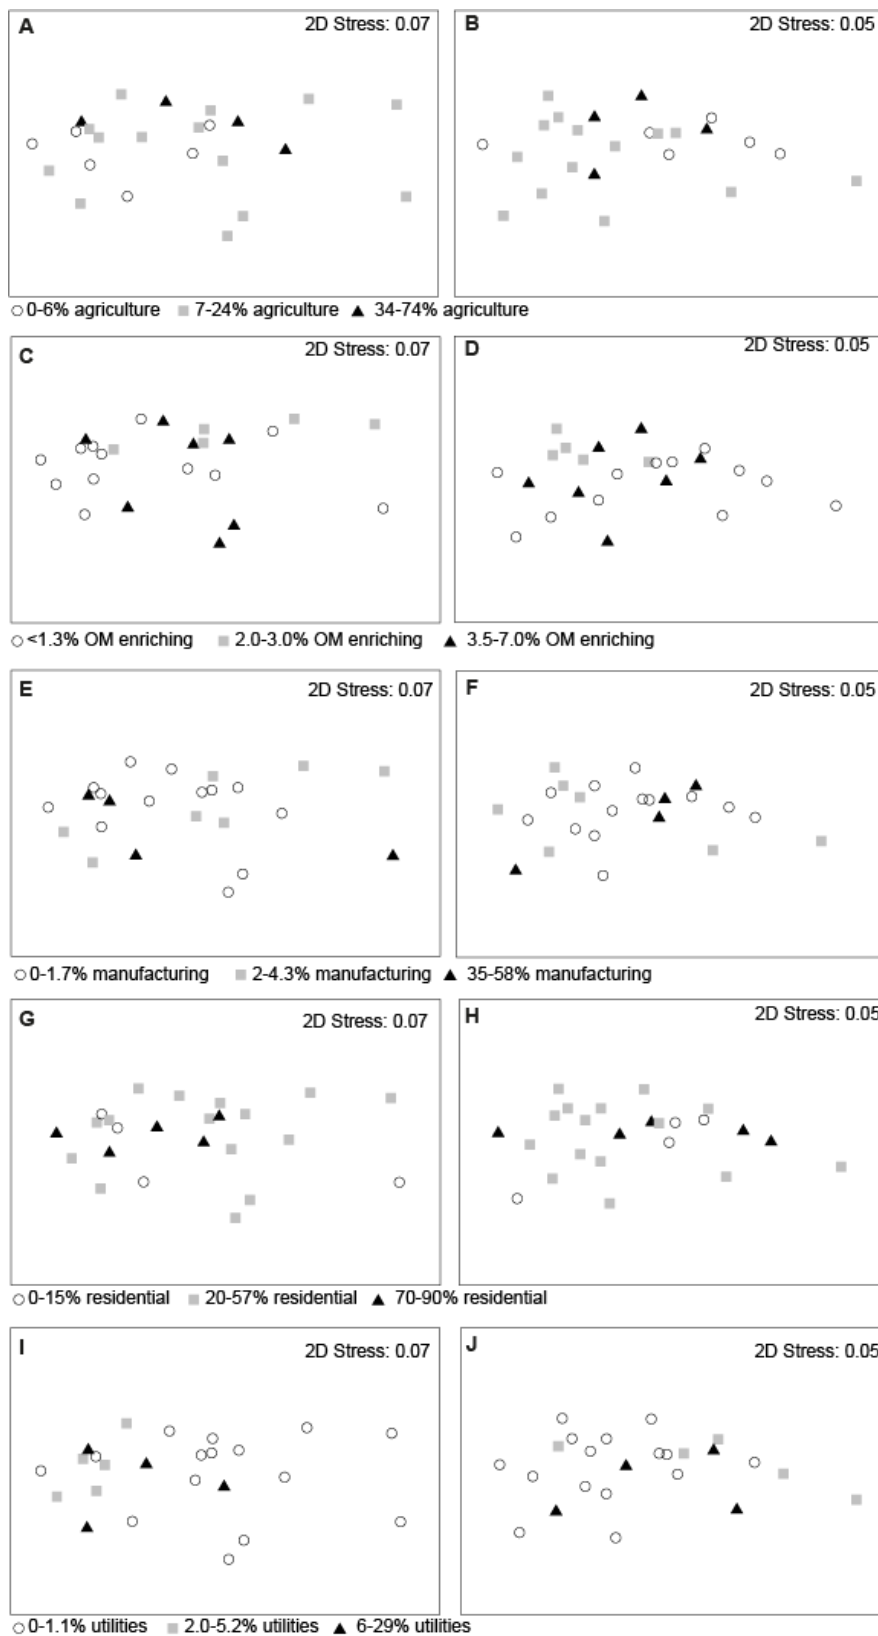 A 2D Stress: 0.07
B 2D Stress: 0.05
0-6% agriculture 7-24% agriculture 34-74% agriculture
C 2D Stress: 0.07
D 2D Stress: 0.05
<1.3% OM enriching 2.0-3.0% OM enriching 3.5-7.0% OM enriching
E 2D Stress: 0.07
F 2D Stress: 0.05
0-1.7% manufacturing 2-4.3% manufacturing 35-58% manufacturing
G 2D Stress: 0.07
H 2D Stress: 0.05
0-15% residential 20-57% residential 70-90% residential
I 2D Stress: 0.07
J 2D Stress: 0.05
0-1.1% utilities 2.0-5.2% utilities 6-29% utilities